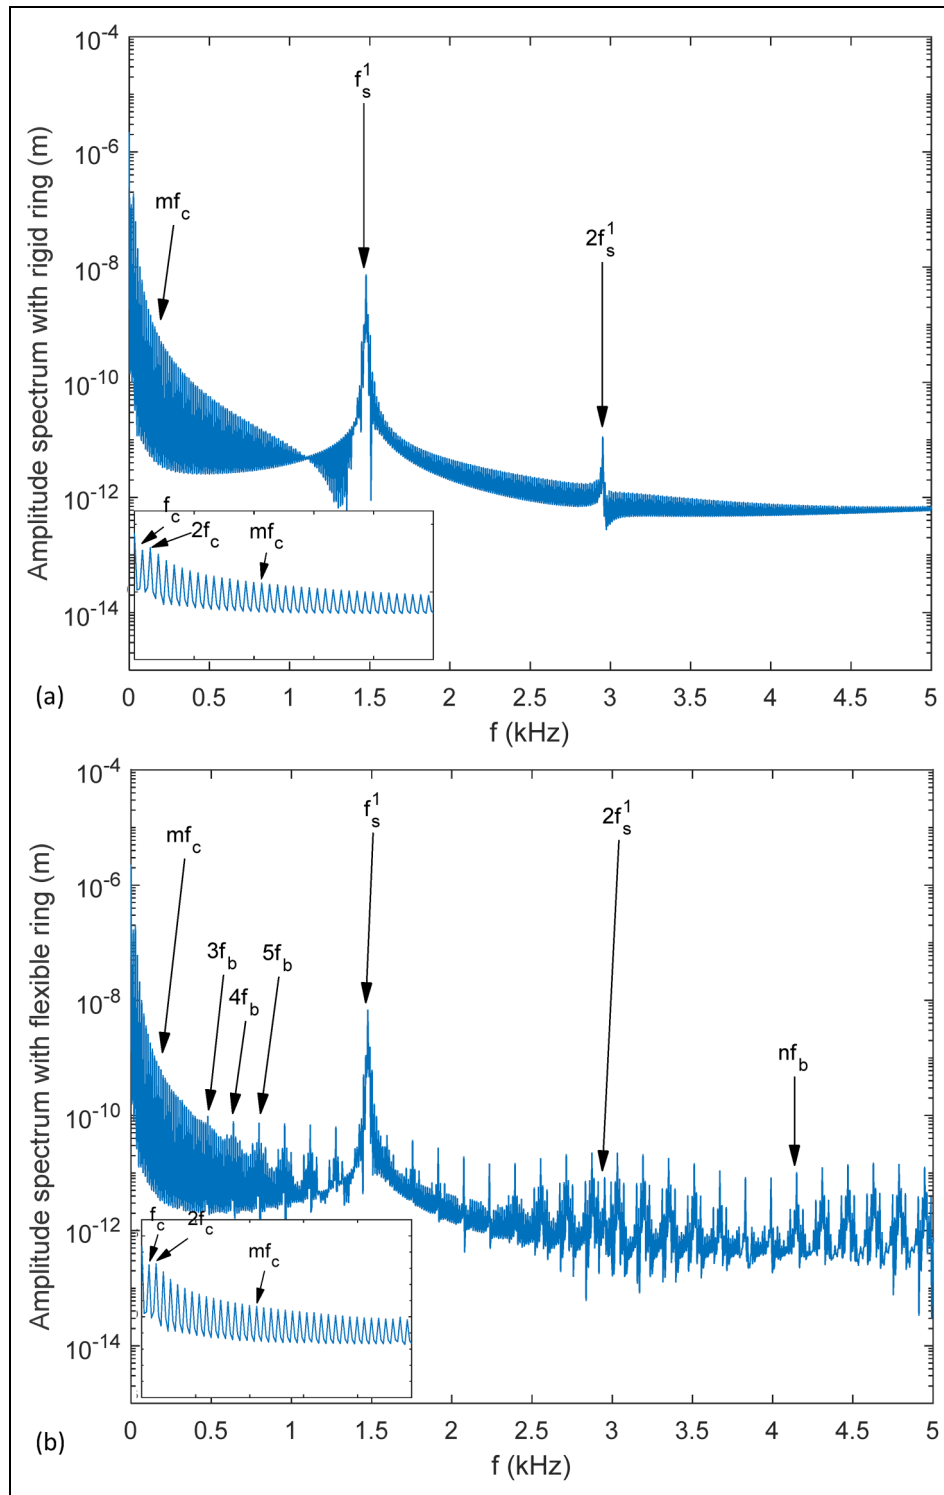 10^-4
10^-6
10^-8
10^-10
10^-12
10^-14
Amplitude spectrum with rigid ring (m)
f_s^1
mf_c
2f_s^1
f_c
2f_c
mf_c
0 0.5 1 1.5 2 2.5 3 3.5 4 4.5 5
(a)
f (kHz)
10^-4
10^-6
10^-8
10^-10
10^-12
10^-14
Amplitude spectrum with flexible ring (m)
f_s^1
2f_s^1
mf_c
3f_b
4f_b
5f_b
nf_b
f_c
2f_c
mf_c
0 0.5 1 1.5 2 2.5 3 3.5 4 4.5 5
(b)
f (kHz)